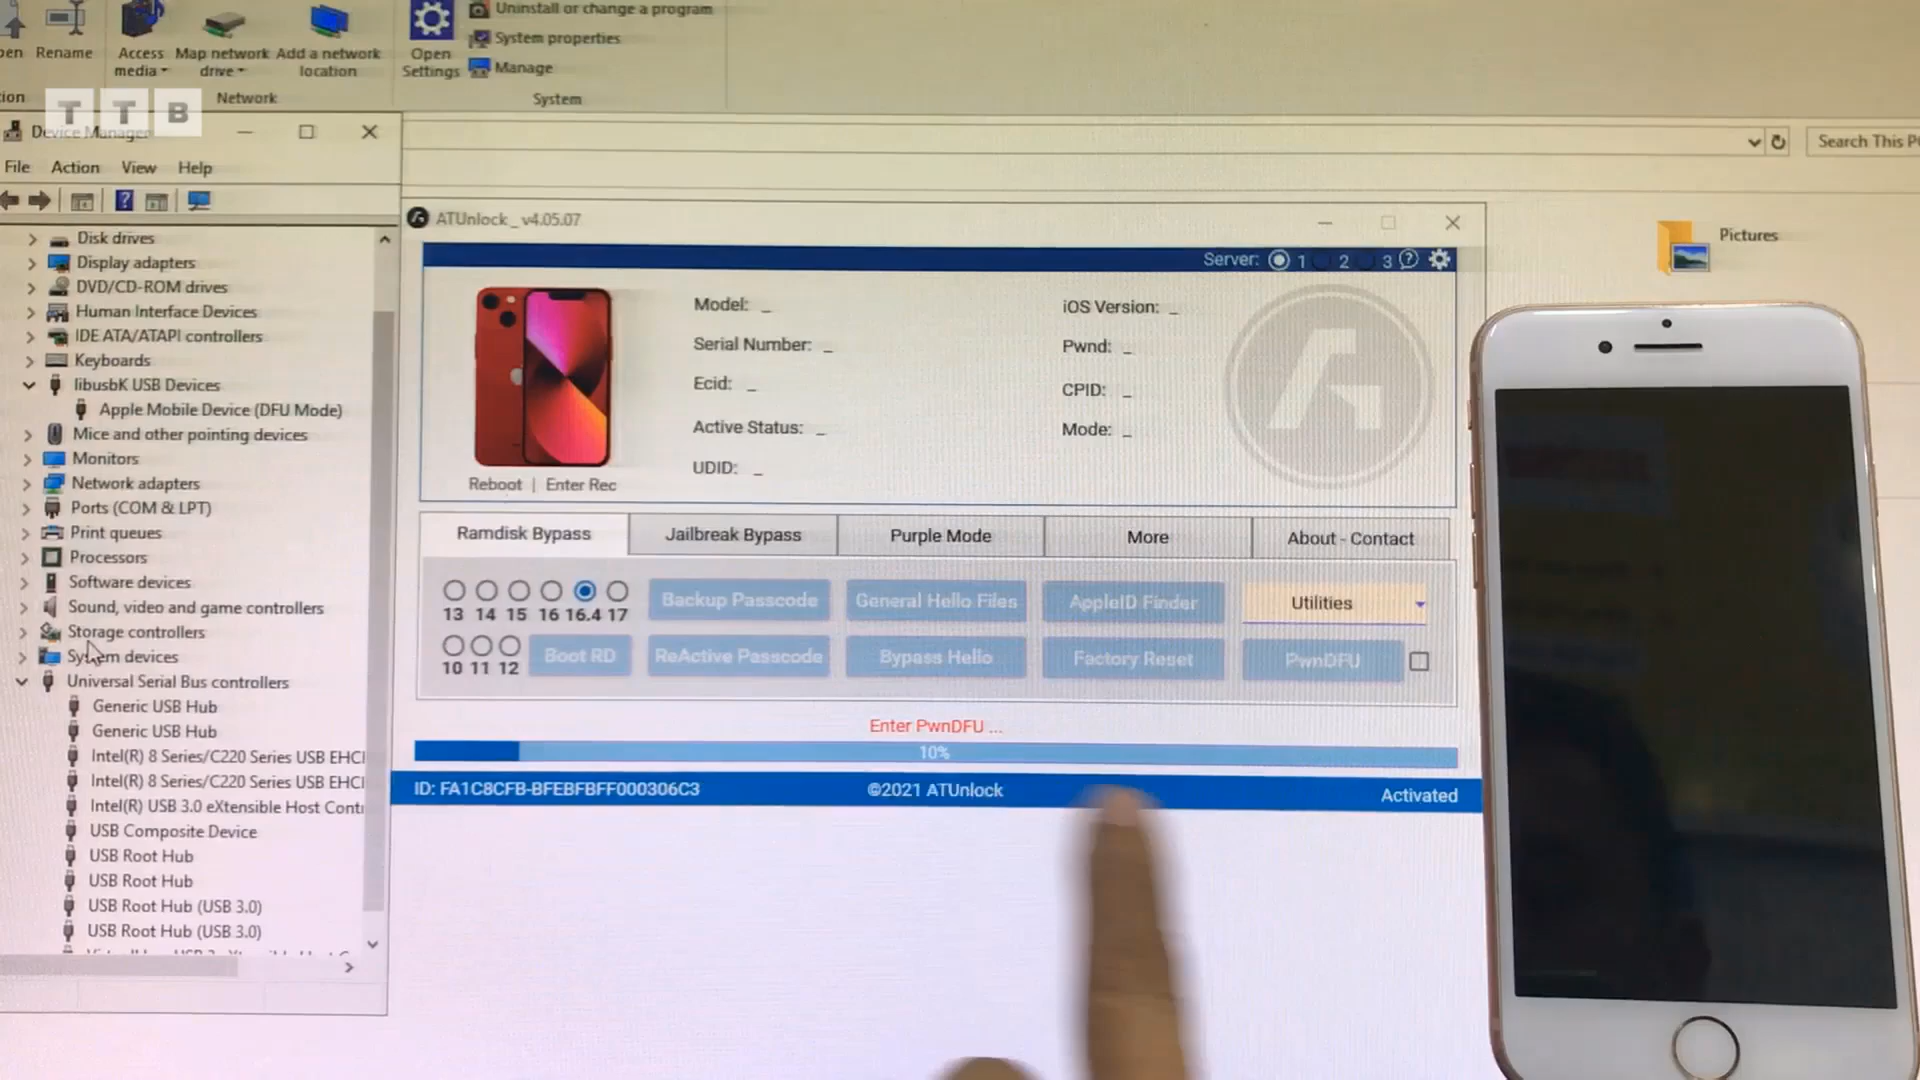 Uninstall or change a program
Rename
Access media
Map network drive
Add a network location
Open Settings
System properties
Manage
Network
System
TTB
Device Manager
File Action View Help
Search This
Disk drives
Display adapters
DVD/CD-ROM drives
Human Interface Devices
IDE ATA/ATAPI controllers
Keyboards
libusbK USB Devices
Apple Mobile Device (DFU Mode)
Mice and other pointing devices
Monitors
Network adapters
Ports (COM & LPT)
Print queues
Processors
Software devices
Sound, video and game controllers
Storage controllers
System devices
Universal Serial Bus controllers
Generic USB Hub
Generic USB Hub
Intel(R) 8 Series/C220 Series USB EHCI
Intel(R) 8 Series/C220 Series USB EHCI
Intel(R) USB 3.0 eXtensible Host Contr
USB Composite Device
USB Root Hub
USB Root Hub
USB Root Hub (USB 3.0)
USB Root Hub (USB 3.0)
ATUnlock_ v4.05.07
Server: 1 2 3
Model: _
iOS Version: _
Serial Number: _
Pwnd: _
Ecid: _
CPID: _
Active Status: _
Mode: _
UDID: _
Reboot | Enter Rec
Ramdisk Bypass Jailbreak Bypass Purple Mode More About - Contact
13 14 15 16 16.4 17
Backup Passcode General Hello Files AppleID Finder Utilities
10 11 12
Boot RD ReActive Passcode Bypass Hello Factory Reset PwnDFU
Enter PwnDFU ...
10%
ID: FA1C8CFB-BFEBFBFF000306C3 ©2021 ATUnlock Activated
Pictures